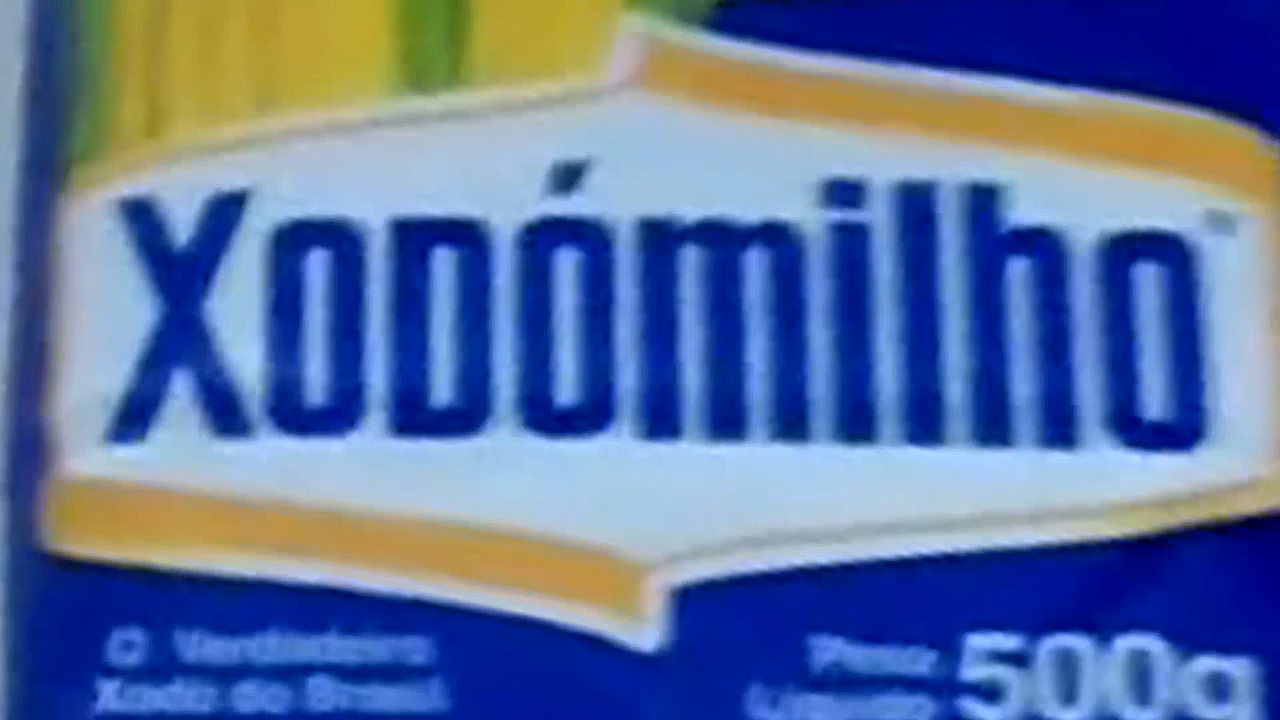 Xodómilho
O Verdadeiro
Xodó do Brasil
Peso
Líquido 500g